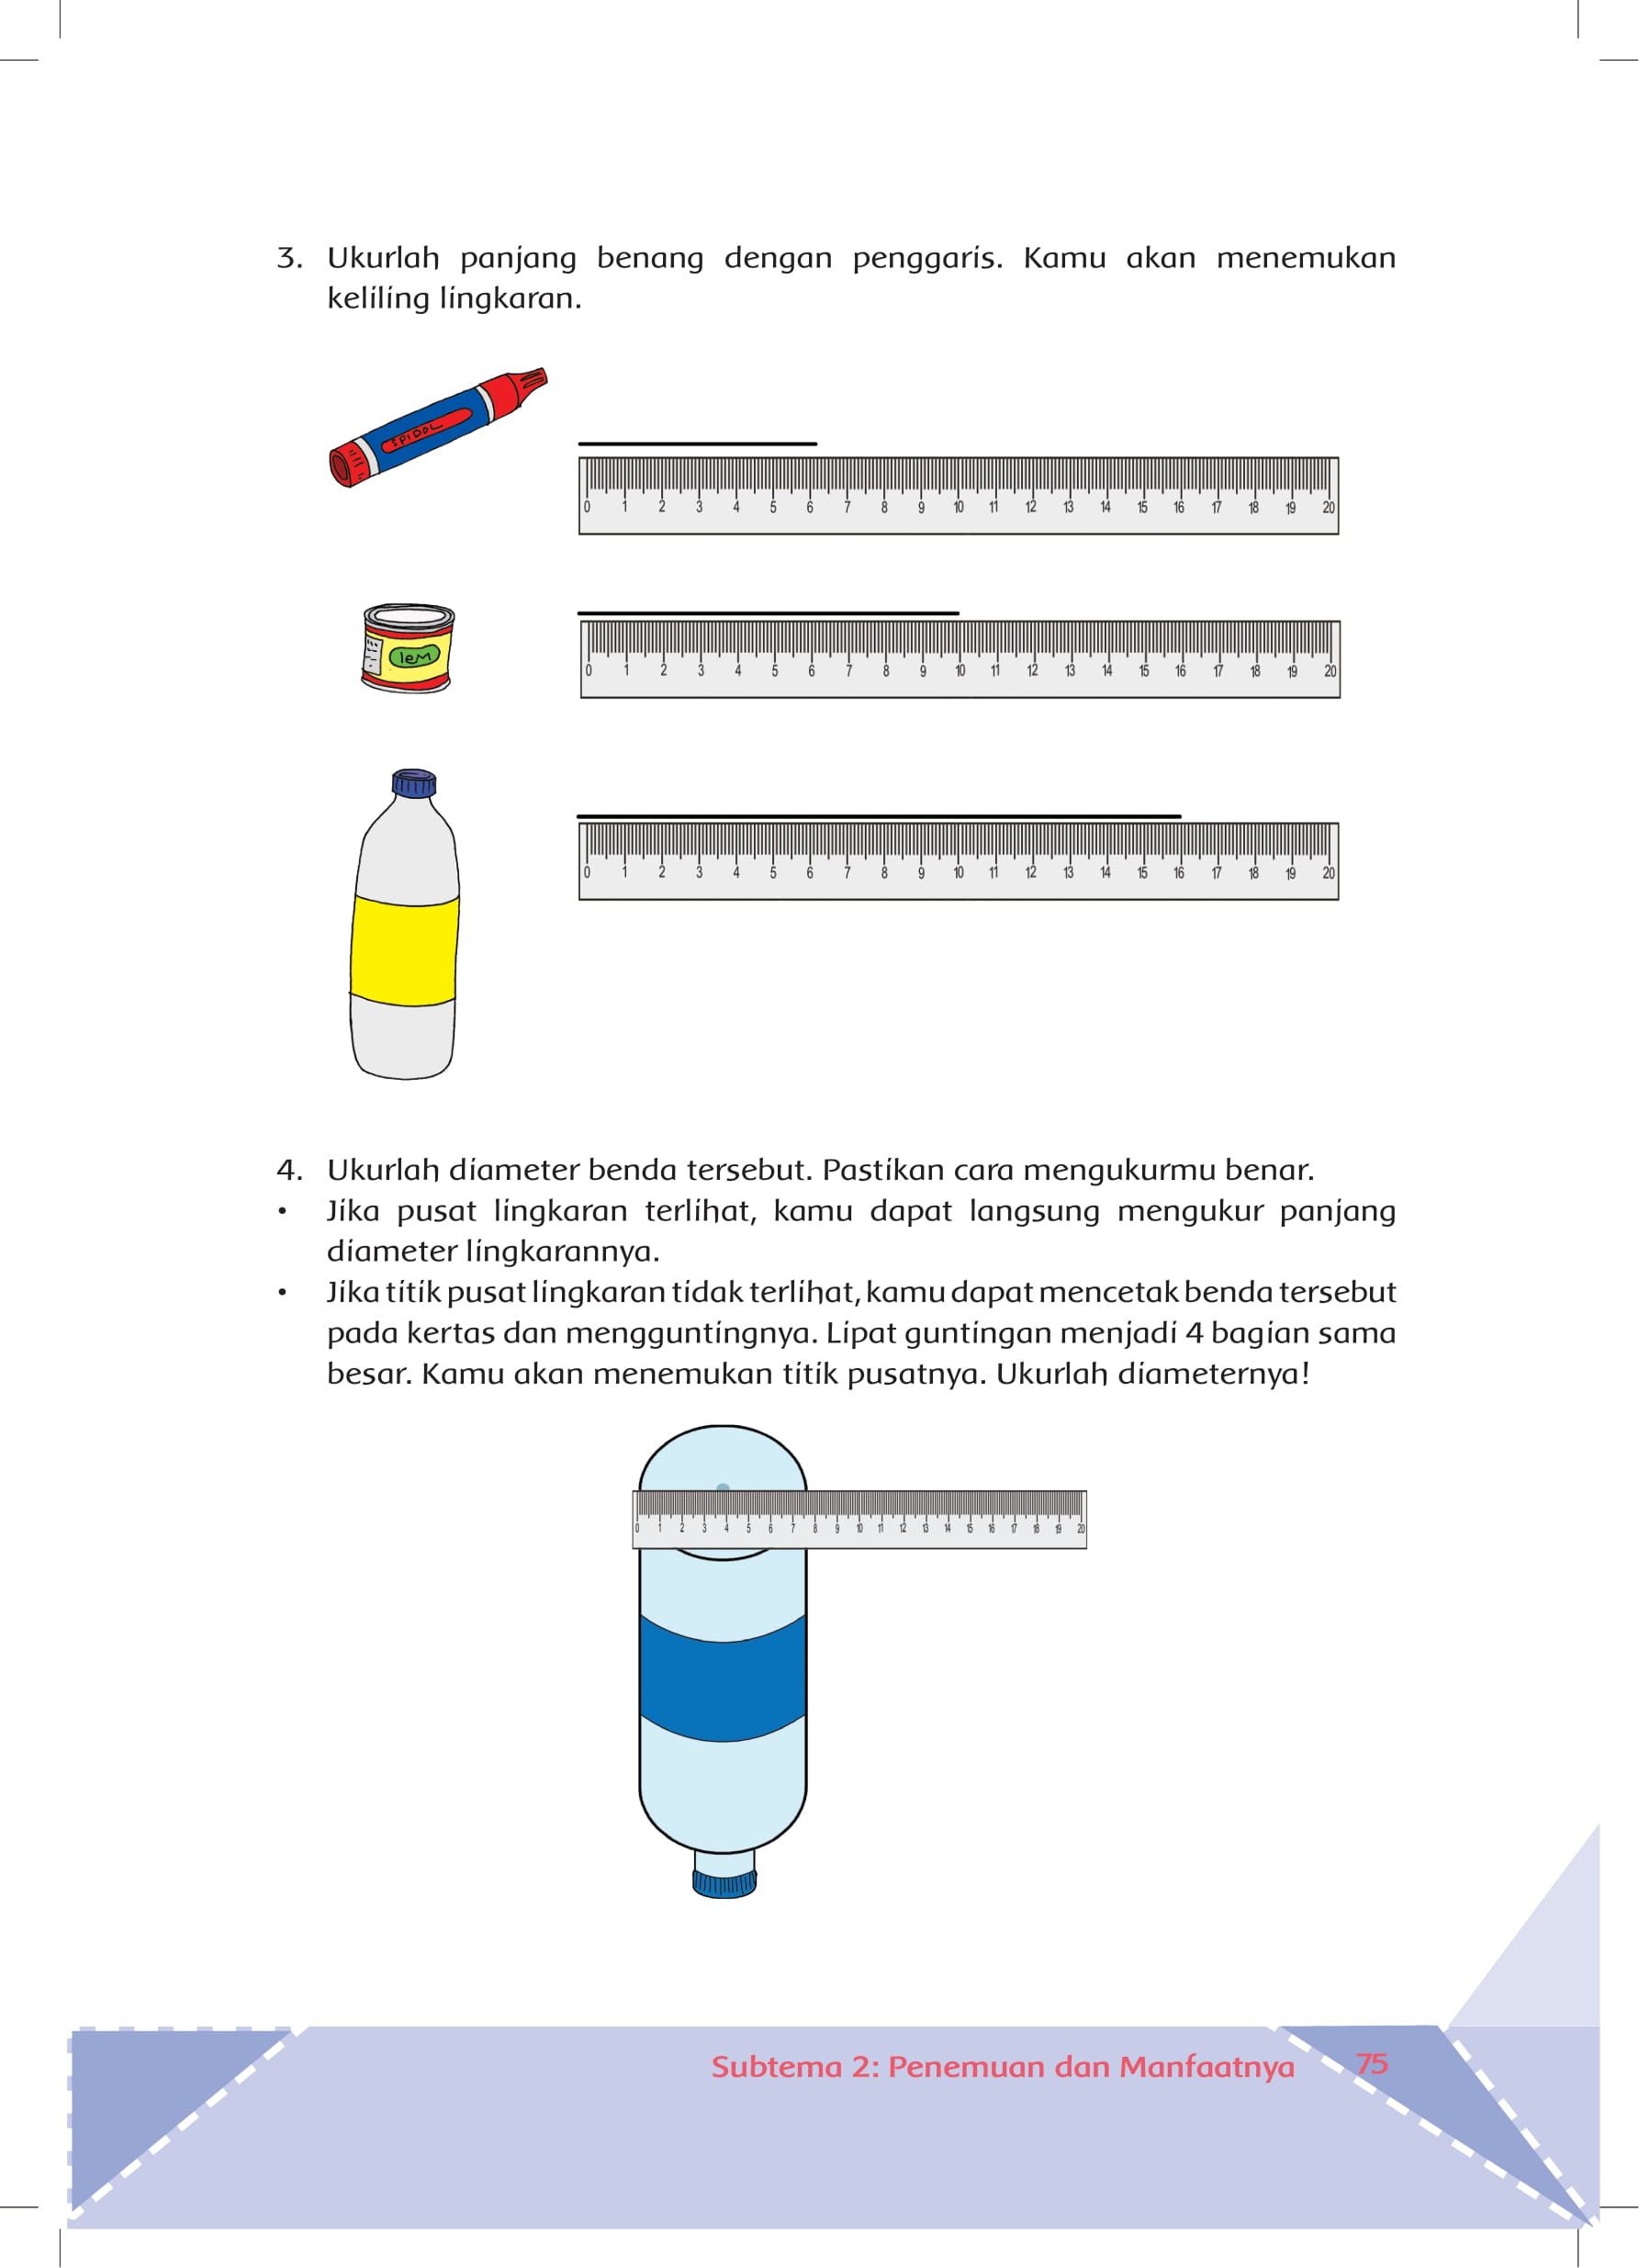 3. Ukurlah panjang benang dengan penggaris. Kamu akan menemukan
keliling lingkaran.
SPIDOL
0 1 2 3 4 5 6 7 8 9 10 11 12 13 14 15 16 17 18 19 20
lem
0 1 2 3 4 5 6 7 8 9 10 11 12 13 14 15 16 17 18 19 20
0 1 2 3 4 5 6 7 8 9 10 11 12 13 14 15 16 17 18 19 20
4. Ukurlah diameter benda tersebut. Pastikan cara mengukurmu benar.
• Jika pusat lingkaran terlihat, kamu dapat langsung mengukur panjang
diameter lingkarannya.
• Jika titik pusat lingkaran tidak terlihat, kamu dapat mencetak benda tersebut
pada kertas dan mengguntingnya. Lipat guntingan menjadi 4 bagian sama
besar. Kamu akan menemukan titik pusatnya. Ukurlah diameternya!
0 1 2 3 4 5 6 7 8 9 10 11 12 13 14 15 16 17 18 19 20
Subtema 2: Penemuan dan Manfaatnya 75